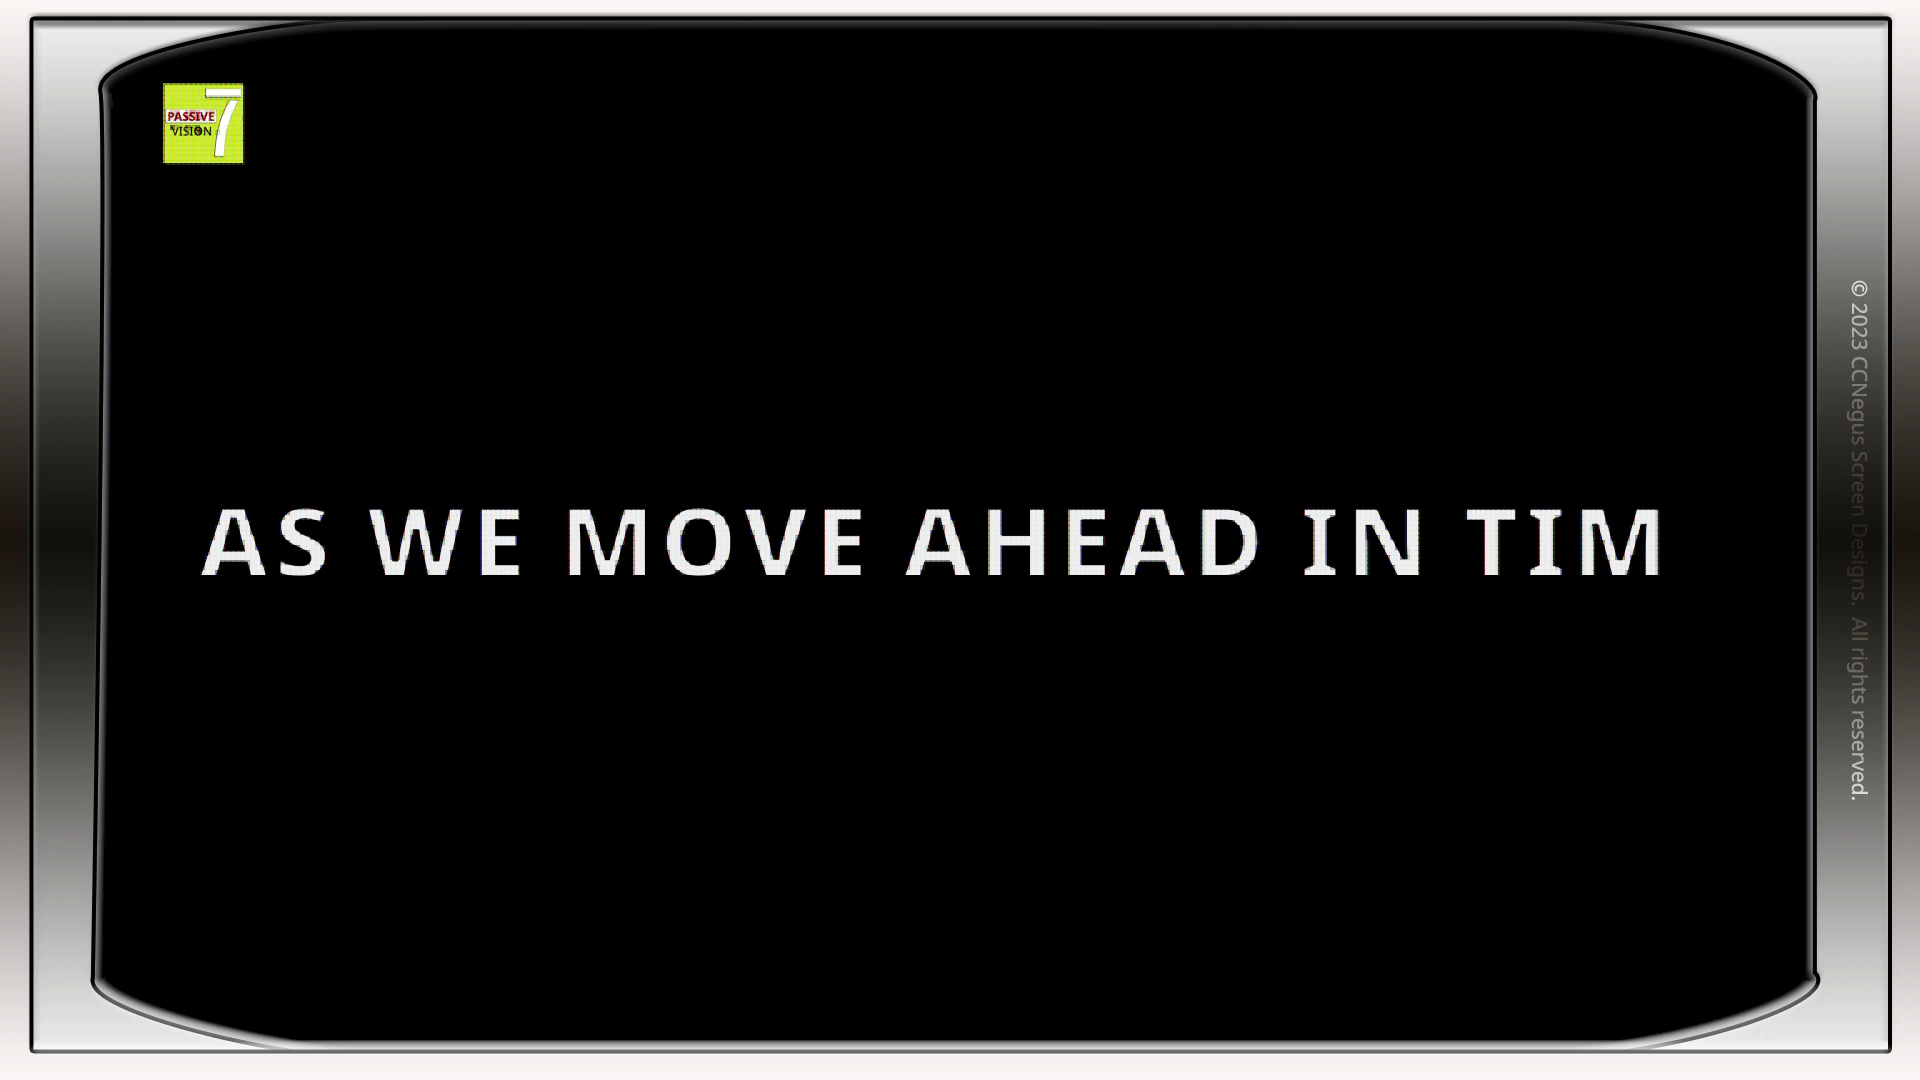 PASSIVE
VISION 7
AS WE MOVE AHEAD IN TIM
© 2023 CCNegus Screen Designs. All rights reserved.